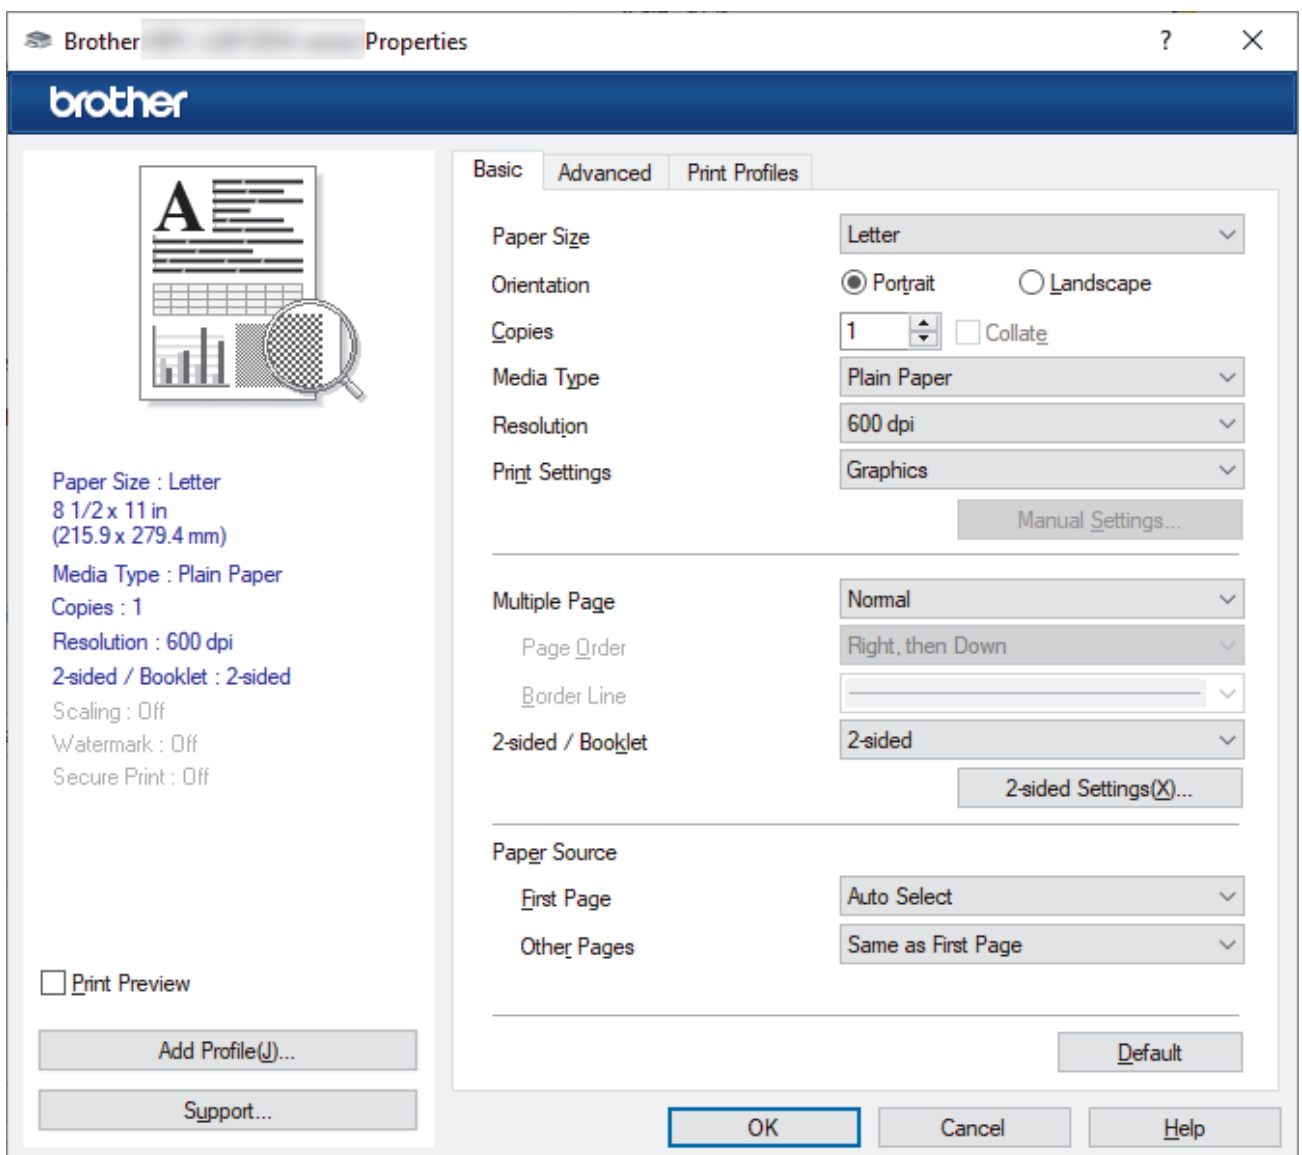 Brother Properties ?
brother
A
Paper Size : Letter
8 1/2 x 11 in
(215.9 x 279.4 mm)
Media Type : Plain Paper
Copies : 1
Resolution : 600 dpi
2-sided / Booklet : 2-sided
Scaling : Off
Watermark : Off
Secure Print : Off
Print Preview
Add Profile(J)...
Support...
Basic Advanced Print Profiles
Paper Size Letter
Orientation Portrait Landscape
Copies 1 Collate
Media Type Plain Paper
Resolution 600 dpi
Print Settings Graphics
Manual Settings...
Multiple Page Normal
Page Order Right, then Down
Border Line
2-sided / Booklet 2-sided
2-sided Settings(X)...
Paper Source
First Page Auto Select
Other Pages Same as First Page
Default
OK Cancel Help